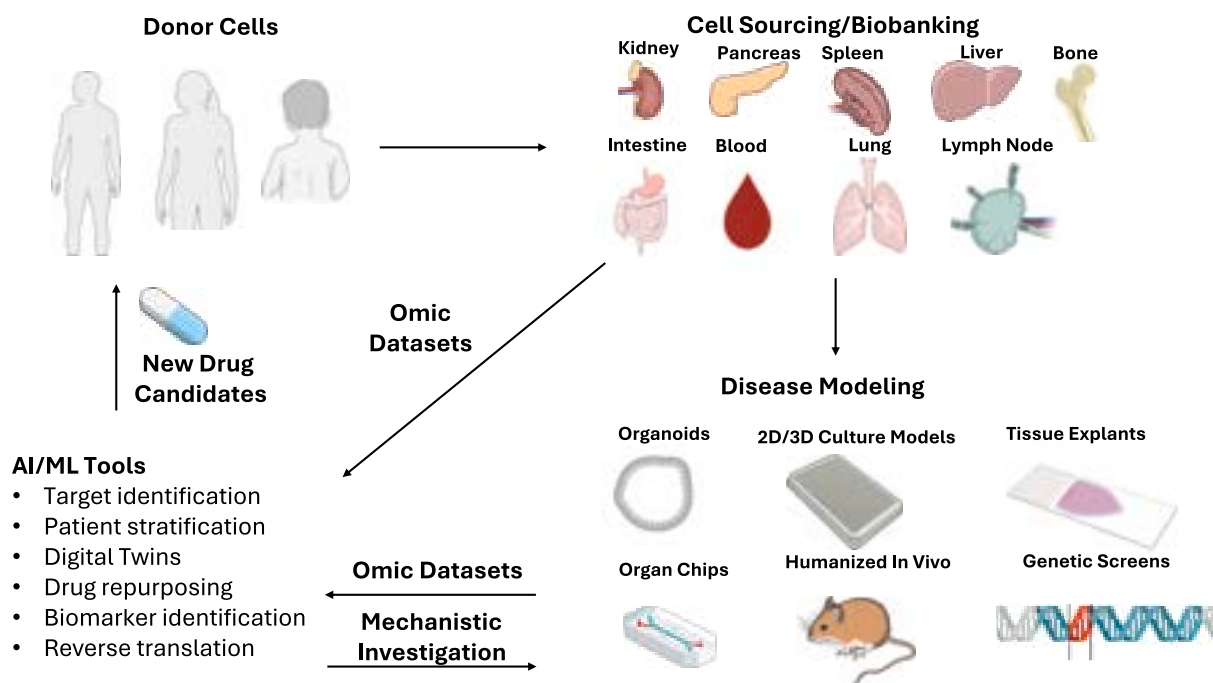 Donor Cells
Cell Sourcing/Biobanking
Kidney
Pancreas
Spleen
Liver
Bone
Intestine
Blood
Lung
Lymph Node
Omic
Datasets
New Drug
Candidates
Disease Modeling
Organoids
2D/3D Culture Models
Tissue Explants
Organ Chips
Humanized In Vivo
Genetic Screens
AI/ML Tools
• Target identification
• Patient stratification
• Digital Twins
• Drug repurposing
• Biomarker identification
• Reverse translation
Omic Datasets
Mechanistic
Investigation